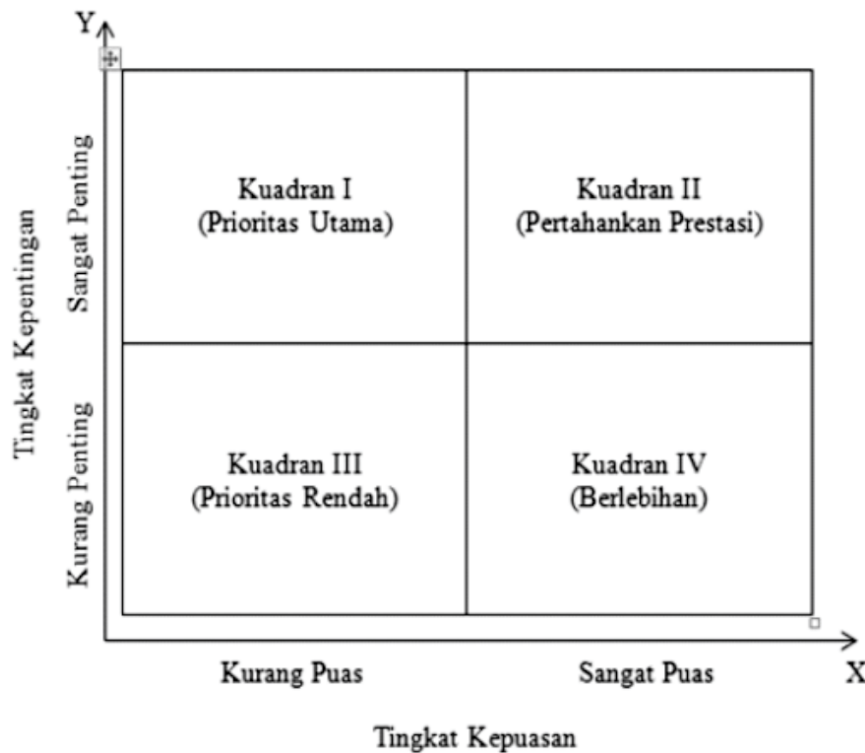 Y
Tingkat Kepentingan
Sangat Penting
Kurang Penting
Kuadran I
(Prioritas Utama)
Kuadran II
(Pertahankan Prestasi)
Kuadran III
(Prioritas Rendah)
Kuadran IV
(Berlebihan)
Kurang Puas
Sangat Puas
X
Tingkat Kepuasan